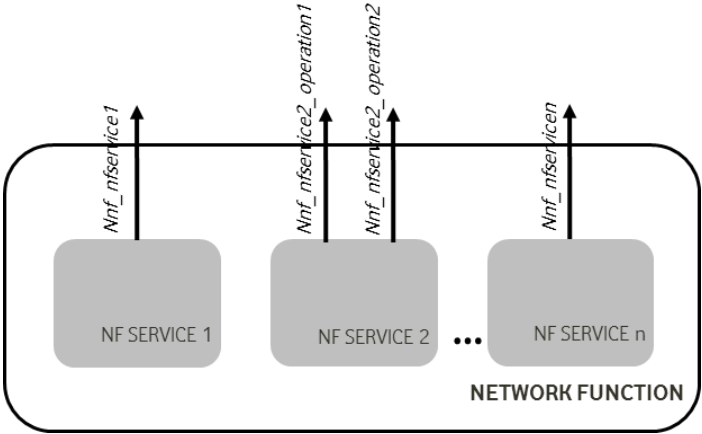 Nnf_nfservice1
Nnf_nfservice2_operation1
Nnf_nfservice2_operation2
Nnf_nfservicen
NF SERVICE 1
NF SERVICE 2
...
NF SERVICE n
NETWORK FUNCTION